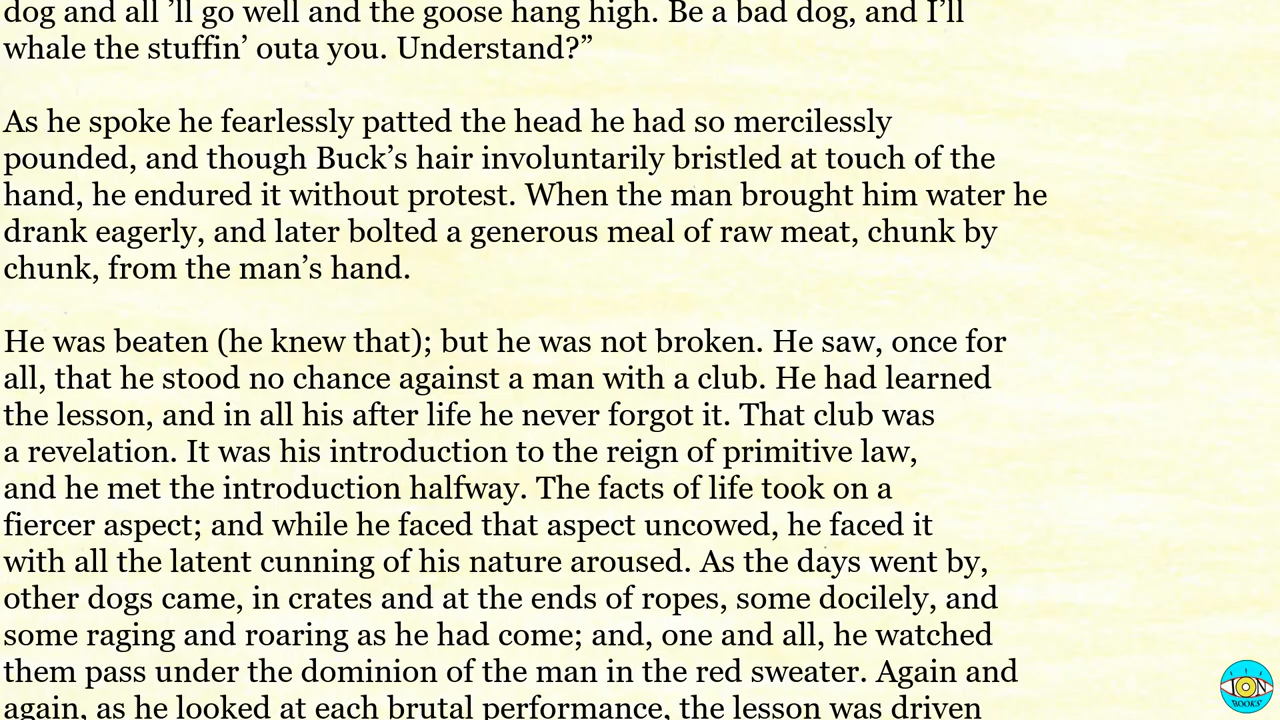 dog and all ’ll go well and the goose hang high. Be a bad dog, and I’ll
whale the stuffin’ outa you. Understand?”
As he spoke he fearlessly patted the head he had so mercilessly
pounded, and though Buck’s hair involuntarily bristled at touch of the
hand, he endured it without protest. When the man brought him water he
drank eagerly, and later bolted a generous meal of raw meat, chunk by
chunk, from the man’s hand.
He was beaten (he knew that); but he was not broken. He saw, once for
all, that he stood no chance against a man with a club. He had learned
the lesson, and in all his after life he never forgot it. That club was
a revelation. It was his introduction to the reign of primitive law,
and he met the introduction halfway. The facts of life took on a
fiercer aspect; and while he faced that aspect uncowed, he faced it
with all the latent cunning of his nature aroused. As the days went by,
other dogs came, in crates and at the ends of ropes, some docilely, and
some raging and roaring as he had come; and, one and all, he watched
them pass under the dominion of the man in the red sweater. Again and
again, as he looked at each brutal performance, the lesson was driven
ION
BOOKS